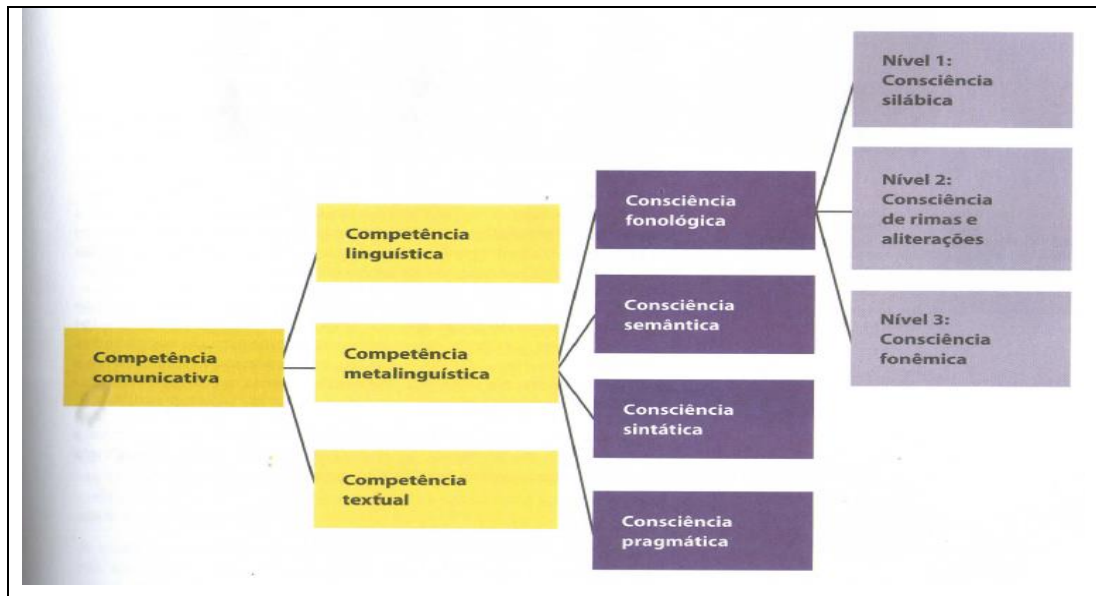 Competência
comunicativa
Competência
linguística
Competência
metalinguística
Competência
textual
Consciência
fonológica
Consciência
semântica
Consciência
sintática
Consciência
pragmática
Nível 1:
Consciência
silábica
Nível 2:
Consciência
de rimas e
aliterações
Nível 3:
Consciência
fonêmica